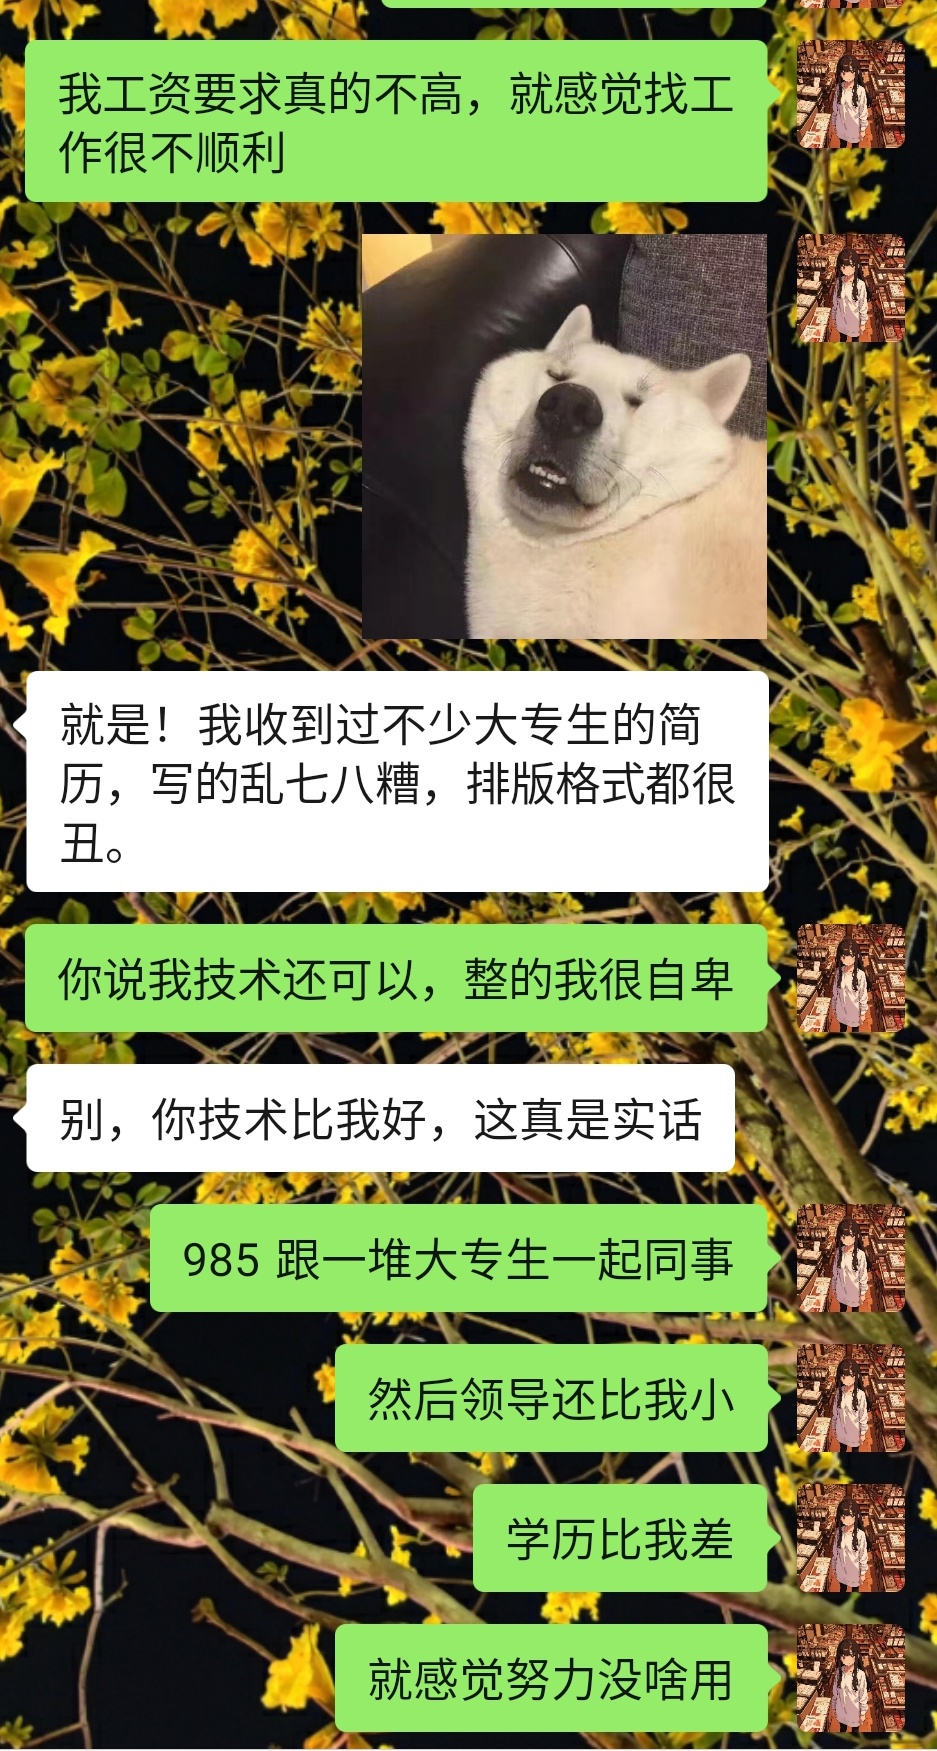 我工资要求真的不高，就感觉找工
作很不顺利
就是！我收到过不少大专生的简
历，写的乱七八糟，排版格式都很
丑。
你说我技术还可以，整的我很自卑
别，你技术比我好，这真是实话
985 跟一堆大专生一起同事
然后领导还比我小
学历比我差
就感觉努力没啥用